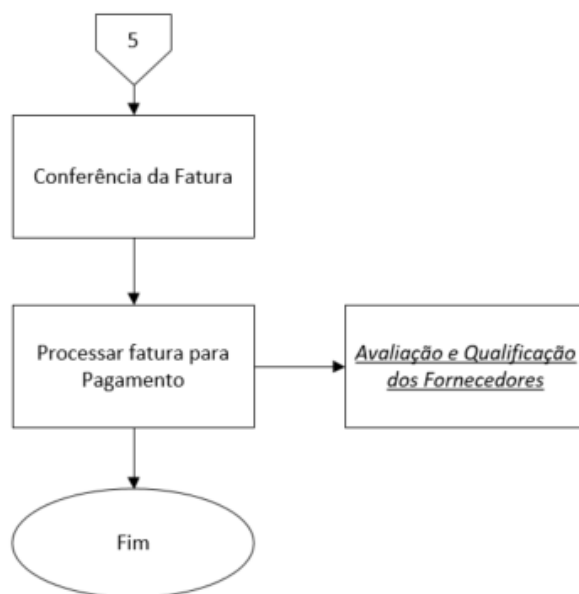 5
Conferência da Fatura
Processar fatura para
Pagamento
Avaliação e Qualificação
dos Fornecedores
Fim